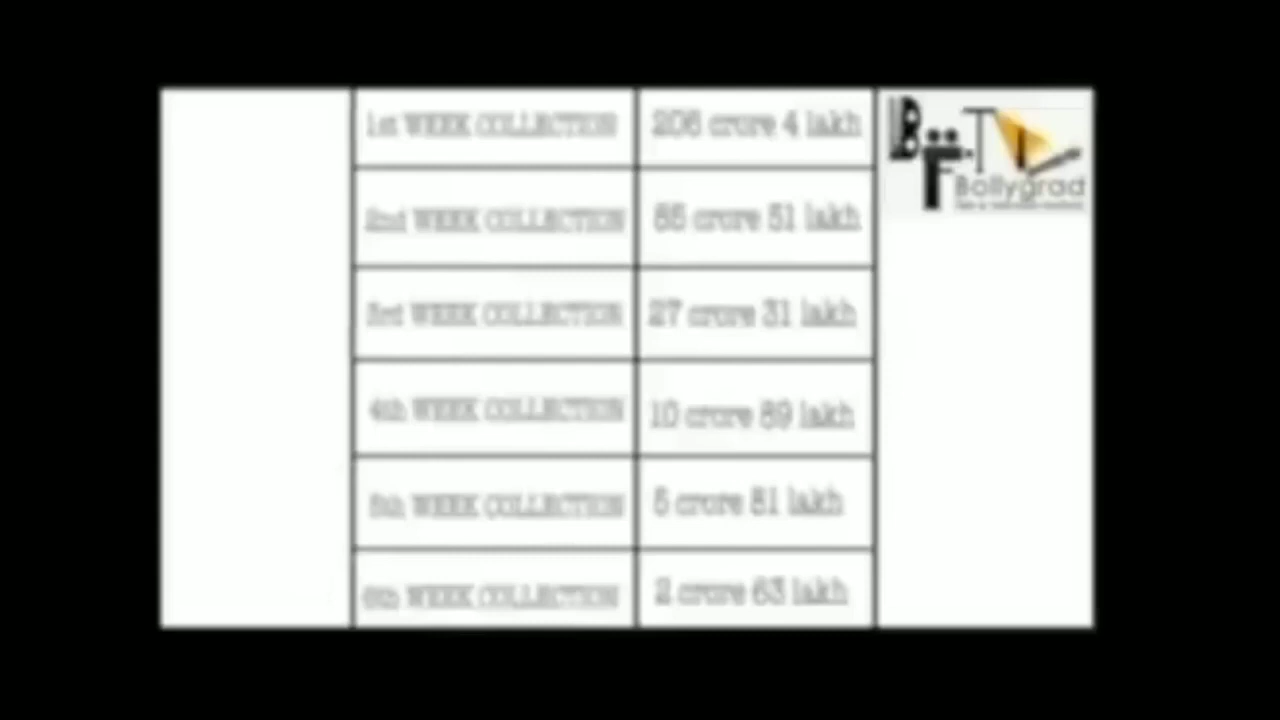 1st WEEK COLLECTION 206 crore 4 lakh
2nd WEEK COLLECTION 85 crore 51 lakh
3rd WEEK COLLECTION 27 crore 31 lakh
4th WEEK COLLECTION 10 crore 89 lakh
5th WEEK COLLECTION 5 crore 81 lakh
6th WEEK COLLECTION 2 crore 63 lakh
Bollygrad